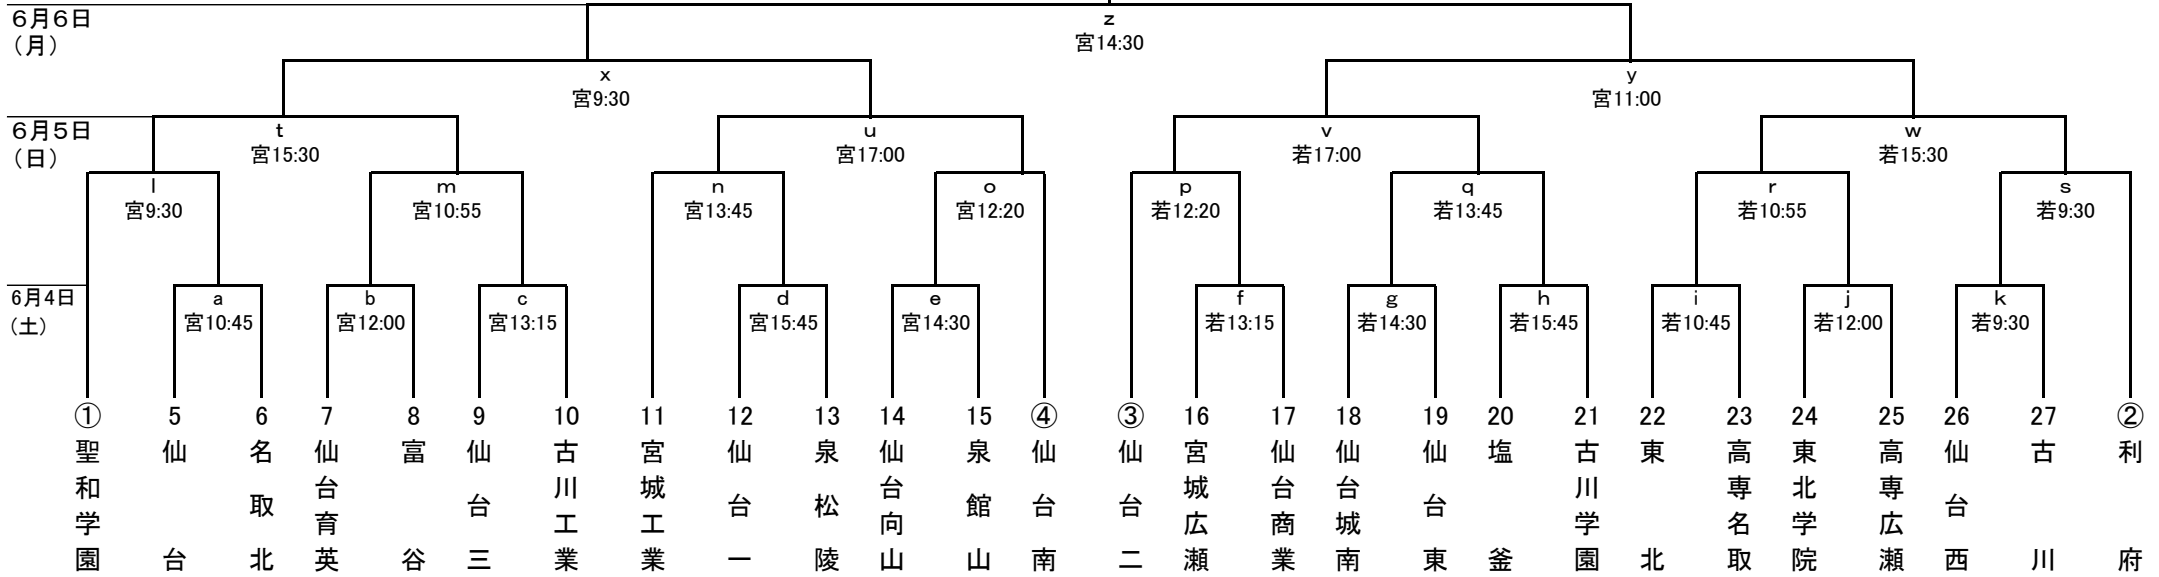 6月6日
(月)
z
宮14:30
x
宮9:30
y
宮11:00
6月5日
(日)
t
宮15:30
u
宮17:00
v
若17:00
w
若15:30
l
宮9:30
m
宮10:55
n
宮13:45
o
宮12:20
p
若12:20
q
若13:45
r
若10:55
s
若9:30
6月4日
(土)
a
宮10:45
b
宮12:00
c
宮13:15
d
宮15:45
e
宮14:30
f
若13:15
g
若14:30
h
若15:45
i
若10:45
j
若12:00
k
若9:30
① 聖和学園
5 仙台
6 名取北
7 仙台育英
8 富谷
9 仙台三
10 古川工業
11 宮城工業
12 仙台一
13 泉松陵
14 仙台向山
15 泉館山
④ 仙台南
③ 仙台二
16 宮城広瀬
17 仙台商業
18 仙台城南
19 仙台東
20 塩釜
21 古川学園
22 東北
23 高専名取
24 東北学院
25 高専広瀬
26 仙台西
27 古川
② 利府